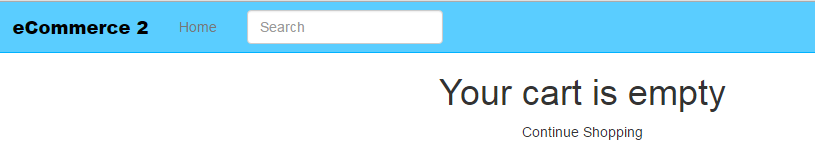 eCommerce 2 Home Search
Your cart is empty
Continue Shopping